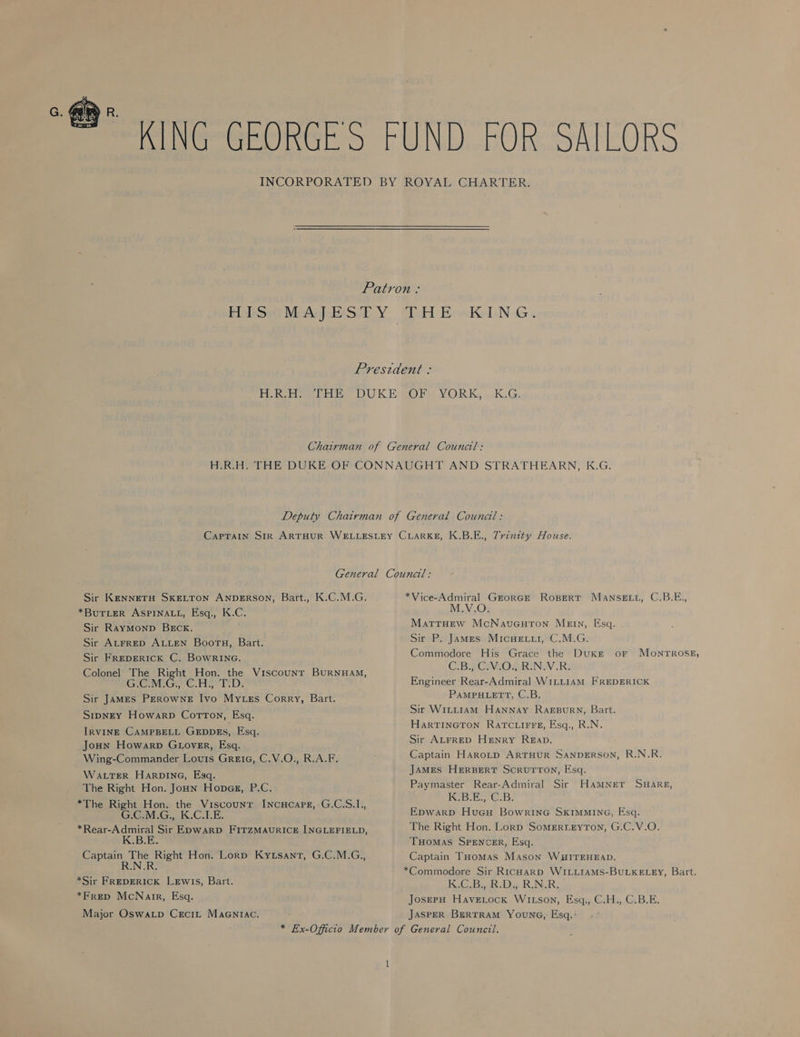 G. R.
KING GEORGE'S FUND FOR SAILORS
INCORPORATED BY ROYAL CHARTER.
Patron :
HIS MAJESTY THE KING.
President :
H.R.H. THE DUKE OF YORK, K.G.
Chairman of General Council:
H.R.H. THE DUKE OF CONNAUGHT AND STRATHEARN, K.G.
Deputy Chairman of General Council:
CAPTAIN SIR ARTHUR WELLESLEY CLARKE, K.B.E., Trinity House.
General Council:
Sir KENNETH SKELTON ANDERSON, Bart., K.C.M.G.
*BUTLER ASPINALL, Esq., K.C.
Sir RAYMOND BECK.
Sir ALFRED ALLEN BOOTH, Bart.
Sir FREDERICK C. BOWRING.
Colonel The Right Hon. the VISCOUNT BURNHAM,
G.C.M.G., C.H., T.D.
Sir JAMES PEROWNE IVO MYLES CORRY, Bart.
SIDNEY HOWARD COTTON, Esq.
IRVINE CAMPBELL GEDDES, Esq.
JOHN HOWARD GLOVER, Esq.
Wing-Commander LOUIS GREIG, C.V.O., R.A.F.
WALTER HARDING, Esq.
The Right Hon. JOHN HODGE, P.C.
*The Right Hon. the VISCOUNT INCHCAPE, G.C.S.I.,
G.C.M.G., K.C.I.E.
*Rear-Admiral Sir EDWARD FITZMAURICE INGLEFIELD,
K.B.E.
Captain The Right Hon. LORD KYLSANT, G.C.M.G.,
R.N.R.
*Sir FREDERICK LEWIS, Bart.
*FRED MCNAIR, Esq.
Major OSWALD CECIL MAGNIAC.
*Vice-Admiral GEORGE ROBERT MANSELL, C.B.E.,
M.V.O.
MATTHEW MCNAUGHTON MEIN, Esq.
Sir P. JAMES MICHELLI, C.M.G.
Commodore His Grace the DUKE OF MONTROSE,
C.B., C.V.O., R.N.V.R.
Engineer Rear-Admiral WILLIAM FREDERICK
PAMPHLETT, C.B.
Sir WILLIAM HANNAY RAEBURN, Bart.
HARTINGTON RATCLIFFE, Esq., R.N.
Sir ALFRED HENRY READ.
Captain HAROLD ARTHUR SANDERSON, R.N.R.
JAMES HERBERT SCRUTTON, Esq.
Paymaster Rear-Admiral Sir HAMNET SHARE,
K.B.E., C.B.
EDWARD HUGH BOWRING SKIMMING, Esq.
The Right Hon. LORD SOMERLEYTON, G.C.V.O.
THOMAS SPENCER, Esq.
Captain THOMAS MASON WHITEHEAD.
*Commodore Sir RICHARD WILLIAMS-BULKELEY, Bart.
K.C.B., R.D., R.N.R.
JOSEPH HAVELOCK WILSON, Esq., C.H., C.B.E.
JASPER BERTRAM YOUNG, Esq.
* Ex-Officio Member of General Council.
1